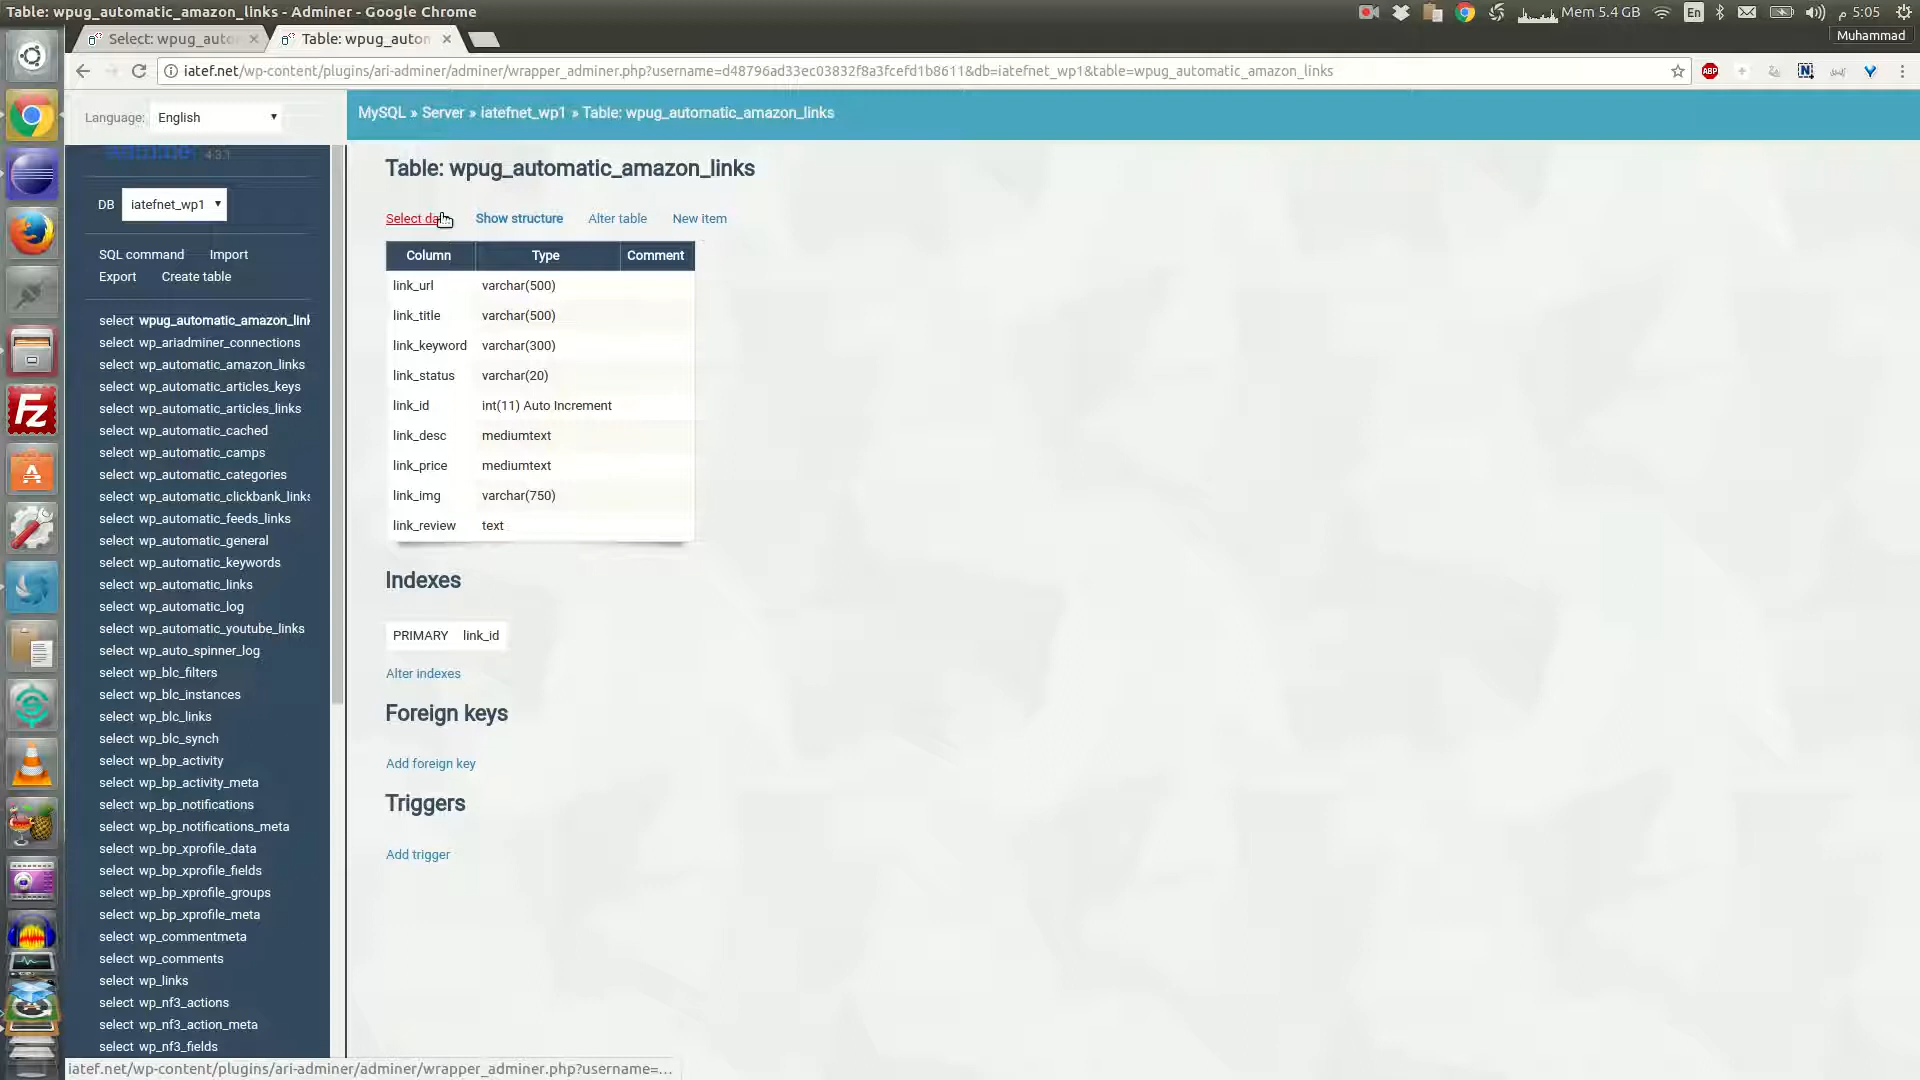 Table: wpug_automatic_amazon_links - Adminer - Google Chrome
Mem 5.4 GB
En
5:05 م
Muhammad
Select: wpug_auto
Table: wpug_autom
iatef.net/wp-content/plugins/ari-adminer/adminer/wrapper_adminer.php?username=d48796ad33ec03832f8a3fcefd1b8611&db=iatefnet_wp1&table=wpug_automatic_amazon_links
ABP
Language: English
MySQL » Server » iatefnet_wp1 » Table: wpug_automatic_amazon_links
4.3.1
DB iatefnet_wp1
SQL command Import
Export Create table
select wpug_automatic_amazon_link
select wp_ariadminer_connections
select wp_automatic_amazon_links
select wp_automatic_articles_keys
select wp_automatic_articles_links
select wp_automatic_cached
select wp_automatic_camps
select wp_automatic_categories
select wp_automatic_clickbank_links
select wp_automatic_feeds_links
select wp_automatic_general
select wp_automatic_keywords
select wp_automatic_links
select wp_automatic_log
select wp_automatic_youtube_links
select wp_auto_spinner_log
select wp_blc_filters
select wp_blc_instances
select wp_blc_links
select wp_blc_synch
select wp_bp_activity
select wp_bp_activity_meta
select wp_bp_notifications
select wp_bp_notifications_meta
select wp_bp_xprofile_data
select wp_bp_xprofile_fields
select wp_bp_xprofile_groups
select wp_bp_xprofile_meta
select wp_commentmeta
select wp_comments
select wp_links
select wp_nf3_actions
select wp_nf3_action_meta
select wp_nf3_fields
Table: wpug_automatic_amazon_links
Select da Show structure Alter table New item
Column Type Comment
link_url varchar(500)
link_title varchar(500)
link_keyword varchar(300)
link_status varchar(20)
link_id int(11) Auto Increment
link_desc mediumtext
link_price mediumtext
link_img varchar(750)
link_review text
Indexes
PRIMARY link_id
Alter indexes
Foreign keys
Add foreign key
Triggers
Add trigger
iatef.net/wp-content/plugins/ari-adminer/adminer/wrapper_adminer.php?username=...